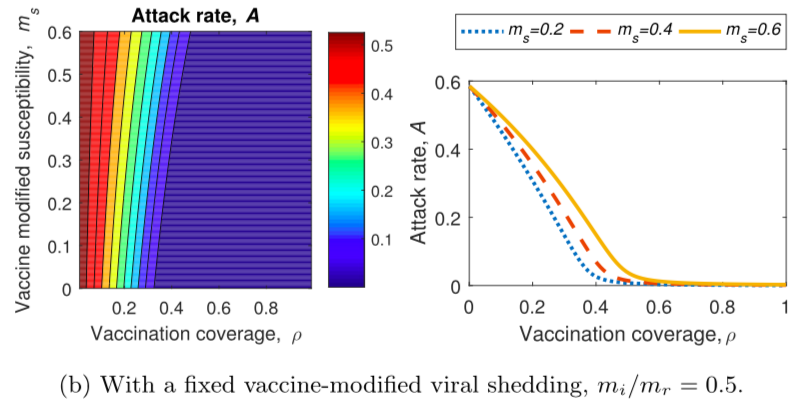 Attack rate, A
Vaccine modified susceptibility, m_s
0.6
0.5
0.4
0.3
0.2
0.1
0
0.2 0.4 0.6 0.8
Vaccination coverage, ρ
0.5
0.4
0.3
0.2
0.1
m_s=0.2 m_s=0.4 m_s=0.6
Attack rate, A
0.6
0.4
0.2
0
0 0.2 0.4 0.6 0.8 1
Vaccination coverage, ρ
(b) With a fixed vaccine-modified viral shedding, m_i/m_r = 0.5.